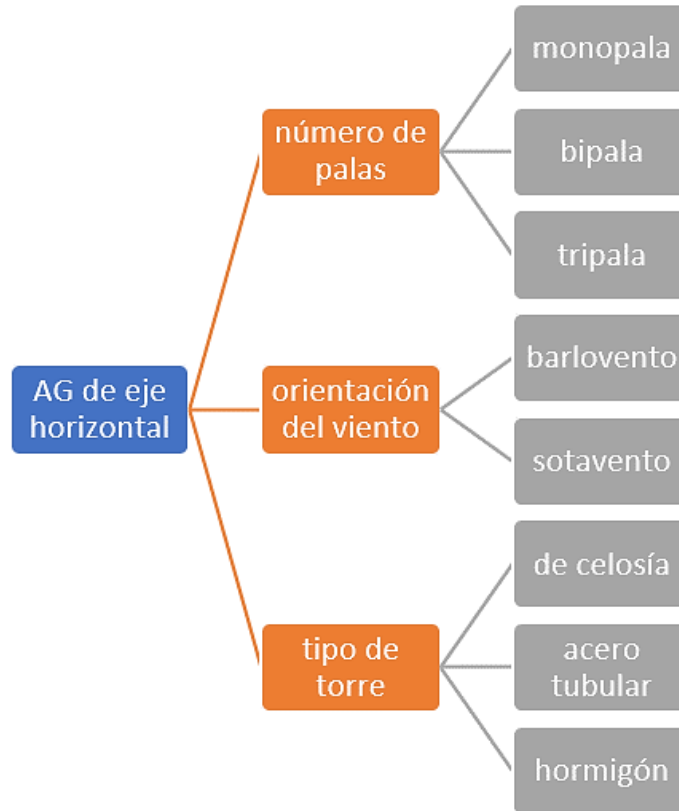 AG de eje
horizontal
número de
palas
monopala
bipala
tripala
orientación
del viento
barlovento
sotavento
tipo de
torre
de celosía
acero
tubular
hormigón